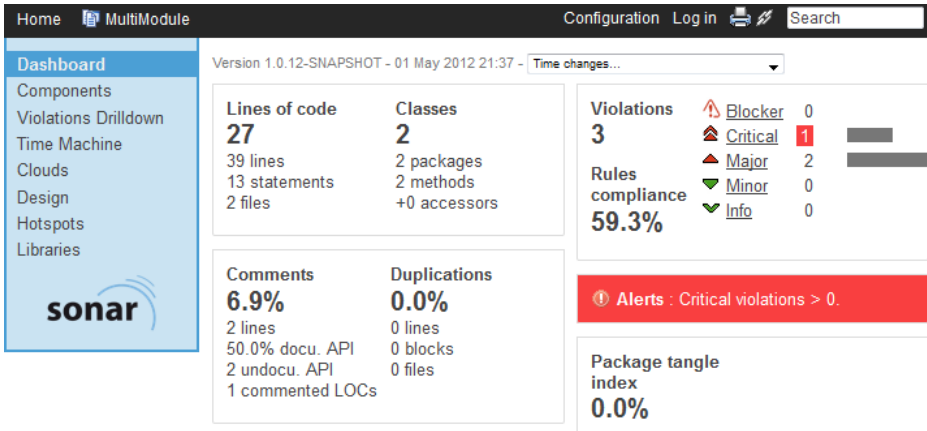 Home MultiModule Configuration Log in Search
Dashboard
Components
Violations Drilldown
Time Machine
Clouds
Design
Hotspots
Libraries
sonar
Version 1.0.12-SNAPSHOT - 01 May 2012 21:37 - Time changes...
Lines of code
27
39 lines
13 statements
2 files
Classes
2
2 packages
2 methods
+0 accessors
Violations
3
Rules
compliance
59.3%
Blocker 0
Critical 1
Major 2
Minor 0
Info 0
Comments
6.9%
2 lines
50.0% docu. API
2 undocu. API
1 commented LOCs
Duplications
0.0%
0 lines
0 blocks
0 files
Alerts : Critical violations > 0.
Package tangle
index
0.0%